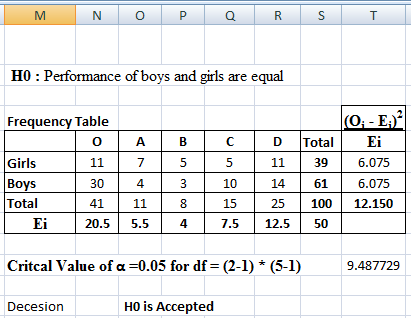 M N O P Q R S T
H0 : Performance of boys and girls are equal
Frequency Table (Oi - Ei)2
O A B C D Total Ei
Girls 11 7 5 5 11 39 6.075
Boys 30 4 3 10 14 61 6.075
Total 41 11 8 15 25 100 12.150
Ei 20.5 5.5 4 7.5 12.5 50
Critcal Value of α =0.05 for df = (2-1) * (5-1) 9.487729
Decesion H0 is Accepted